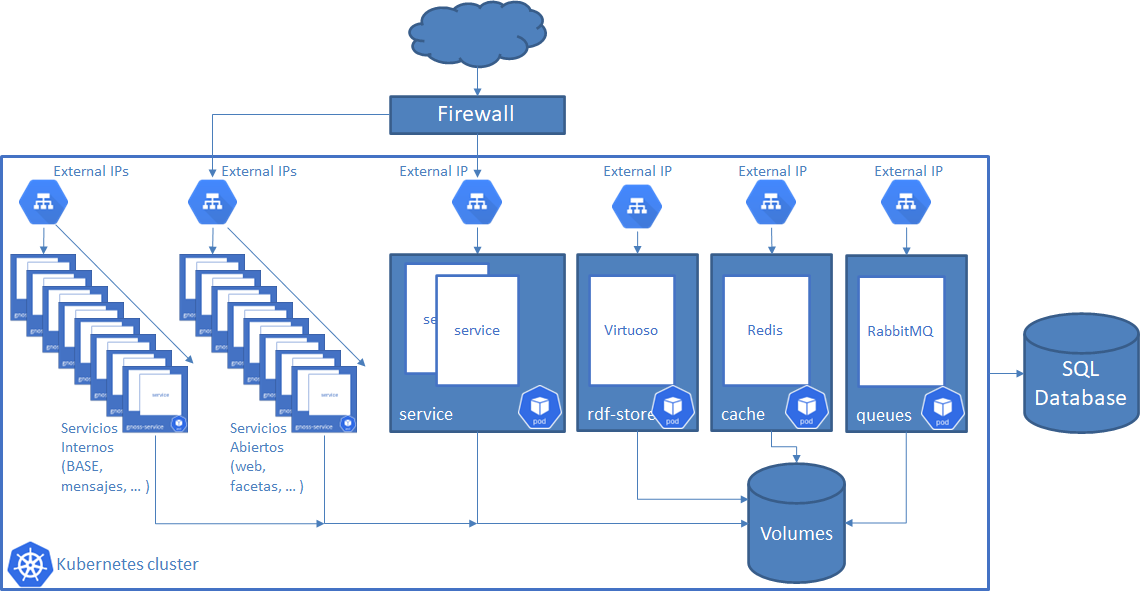 Firewall
External IPs
External IPs
External IP
External IP
External IP
External IP
se
service
Virtuoso
Redis
RabbitMQ
service
pod
rdf-store
pod
cache
pod
queues
pod
service
gnoss-service
service
gnoss-service
Servicios
Internos
(BASE,
mensajes, ... )
Servicios
Abiertos
(web,
facetas, ... )
SQL
Database
Volumes
Kubernetes cluster